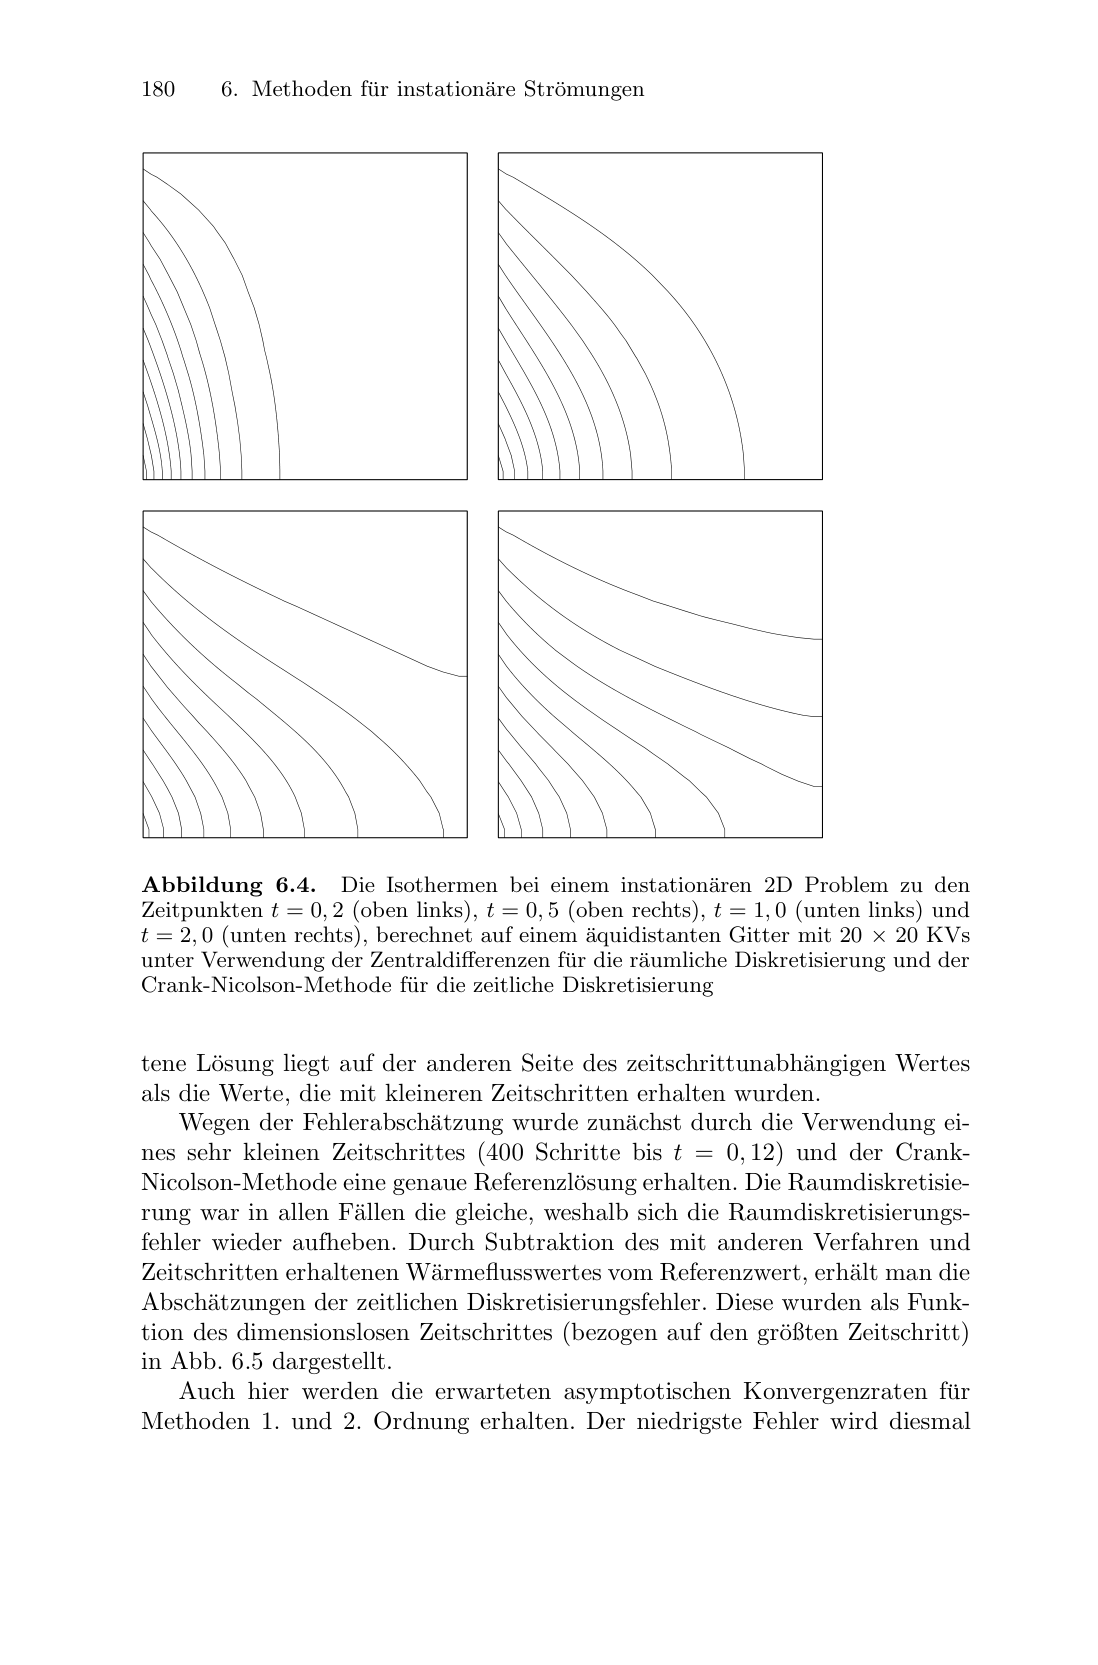 180 6. Methoden für instationäre Strömungen
Abbildung 6.4. Die Isothermen bei einem instationären 2D Problem zu den
Zeitpunkten t = 0, 2 (oben links), t = 0, 5 (oben rechts), t = 1, 0 (unten links) und
t = 2, 0 (unten rechts), berechnet auf einem äquidistanten Gitter mit 20 × 20 KVs
unter Verwendung der Zentraldifferenzen für die räumliche Diskretisierung und der
Crank-Nicolson-Methode für die zeitliche Diskretisierung
tene Lösung liegt auf der anderen Seite des zeitschrittunabhängigen Wertes
als die Werte, die mit kleineren Zeitschritten erhalten wurden.
Wegen der Fehlerabschätzung wurde zunächst durch die Verwendung ei-
nes sehr kleinen Zeitschrittes (400 Schritte bis t = 0, 12) und der Crank-
Nicolson-Methode eine genaue Referenzlösung erhalten. Die Raumdiskretisie-
rung war in allen Fällen die gleiche, weshalb sich die Raumdiskretisierungs-
fehler wieder aufheben. Durch Subtraktion des mit anderen Verfahren und
Zeitschritten erhaltenen Wärmeflusswertes vom Referenzwert, erhält man die
Abschätzungen der zeitlichen Diskretisierungsfehler. Diese wurden als Funk-
tion des dimensionslosen Zeitschrittes (bezogen auf den größten Zeitschritt)
in Abb. 6.5 dargestellt.
Auch hier werden die erwarteten asymptotischen Konvergenzraten für
Methoden 1. und 2. Ordnung erhalten. Der niedrigste Fehler wird diesmal